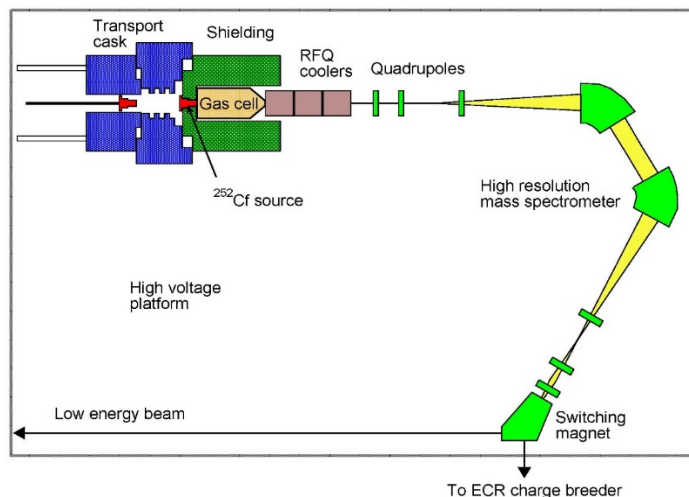 Transport
cask
Shielding
RFQ
coolers
Quadrupoles
Gas cell
²⁵²Cf source
High resolution
mass spectrometer
High voltage
platform
Low energy beam
Switching
magnet
To ECR charge breeder